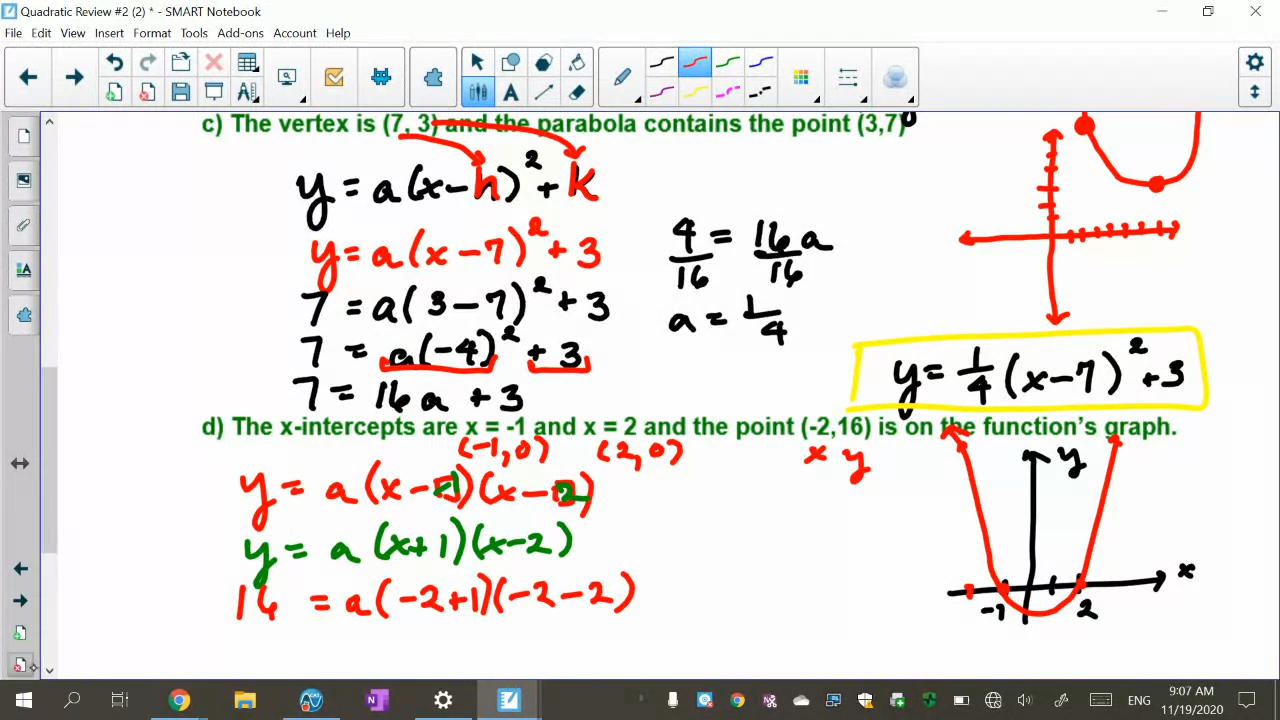 Quadratic Review #2 (2) * - SMART Notebook
File Edit View Insert Format Tools Add-ons Account Help
c) The vertex is (7, 3) and the parabola contains the point (3,7)
y = a(x-h)² + k
y = a(x-7)² + 3
7 = a(3-7)² + 3
7 = a(-4)² + 3
7 = 16a + 3
4/16 = 16a/16
a = 1/4
y = 1/4 (x-7)² +3
d) The x-intercepts are x = -1 and x = 2 and the point (-2,16) is on the function's graph.
(-1,0) (2,0) x y
y = a(x--1)(x-2)
y = a(x+1)(x-2)
16 = a(-2+1)(-2-2)
y
x
-1 2
ENG
9:07 AM
11/19/2020